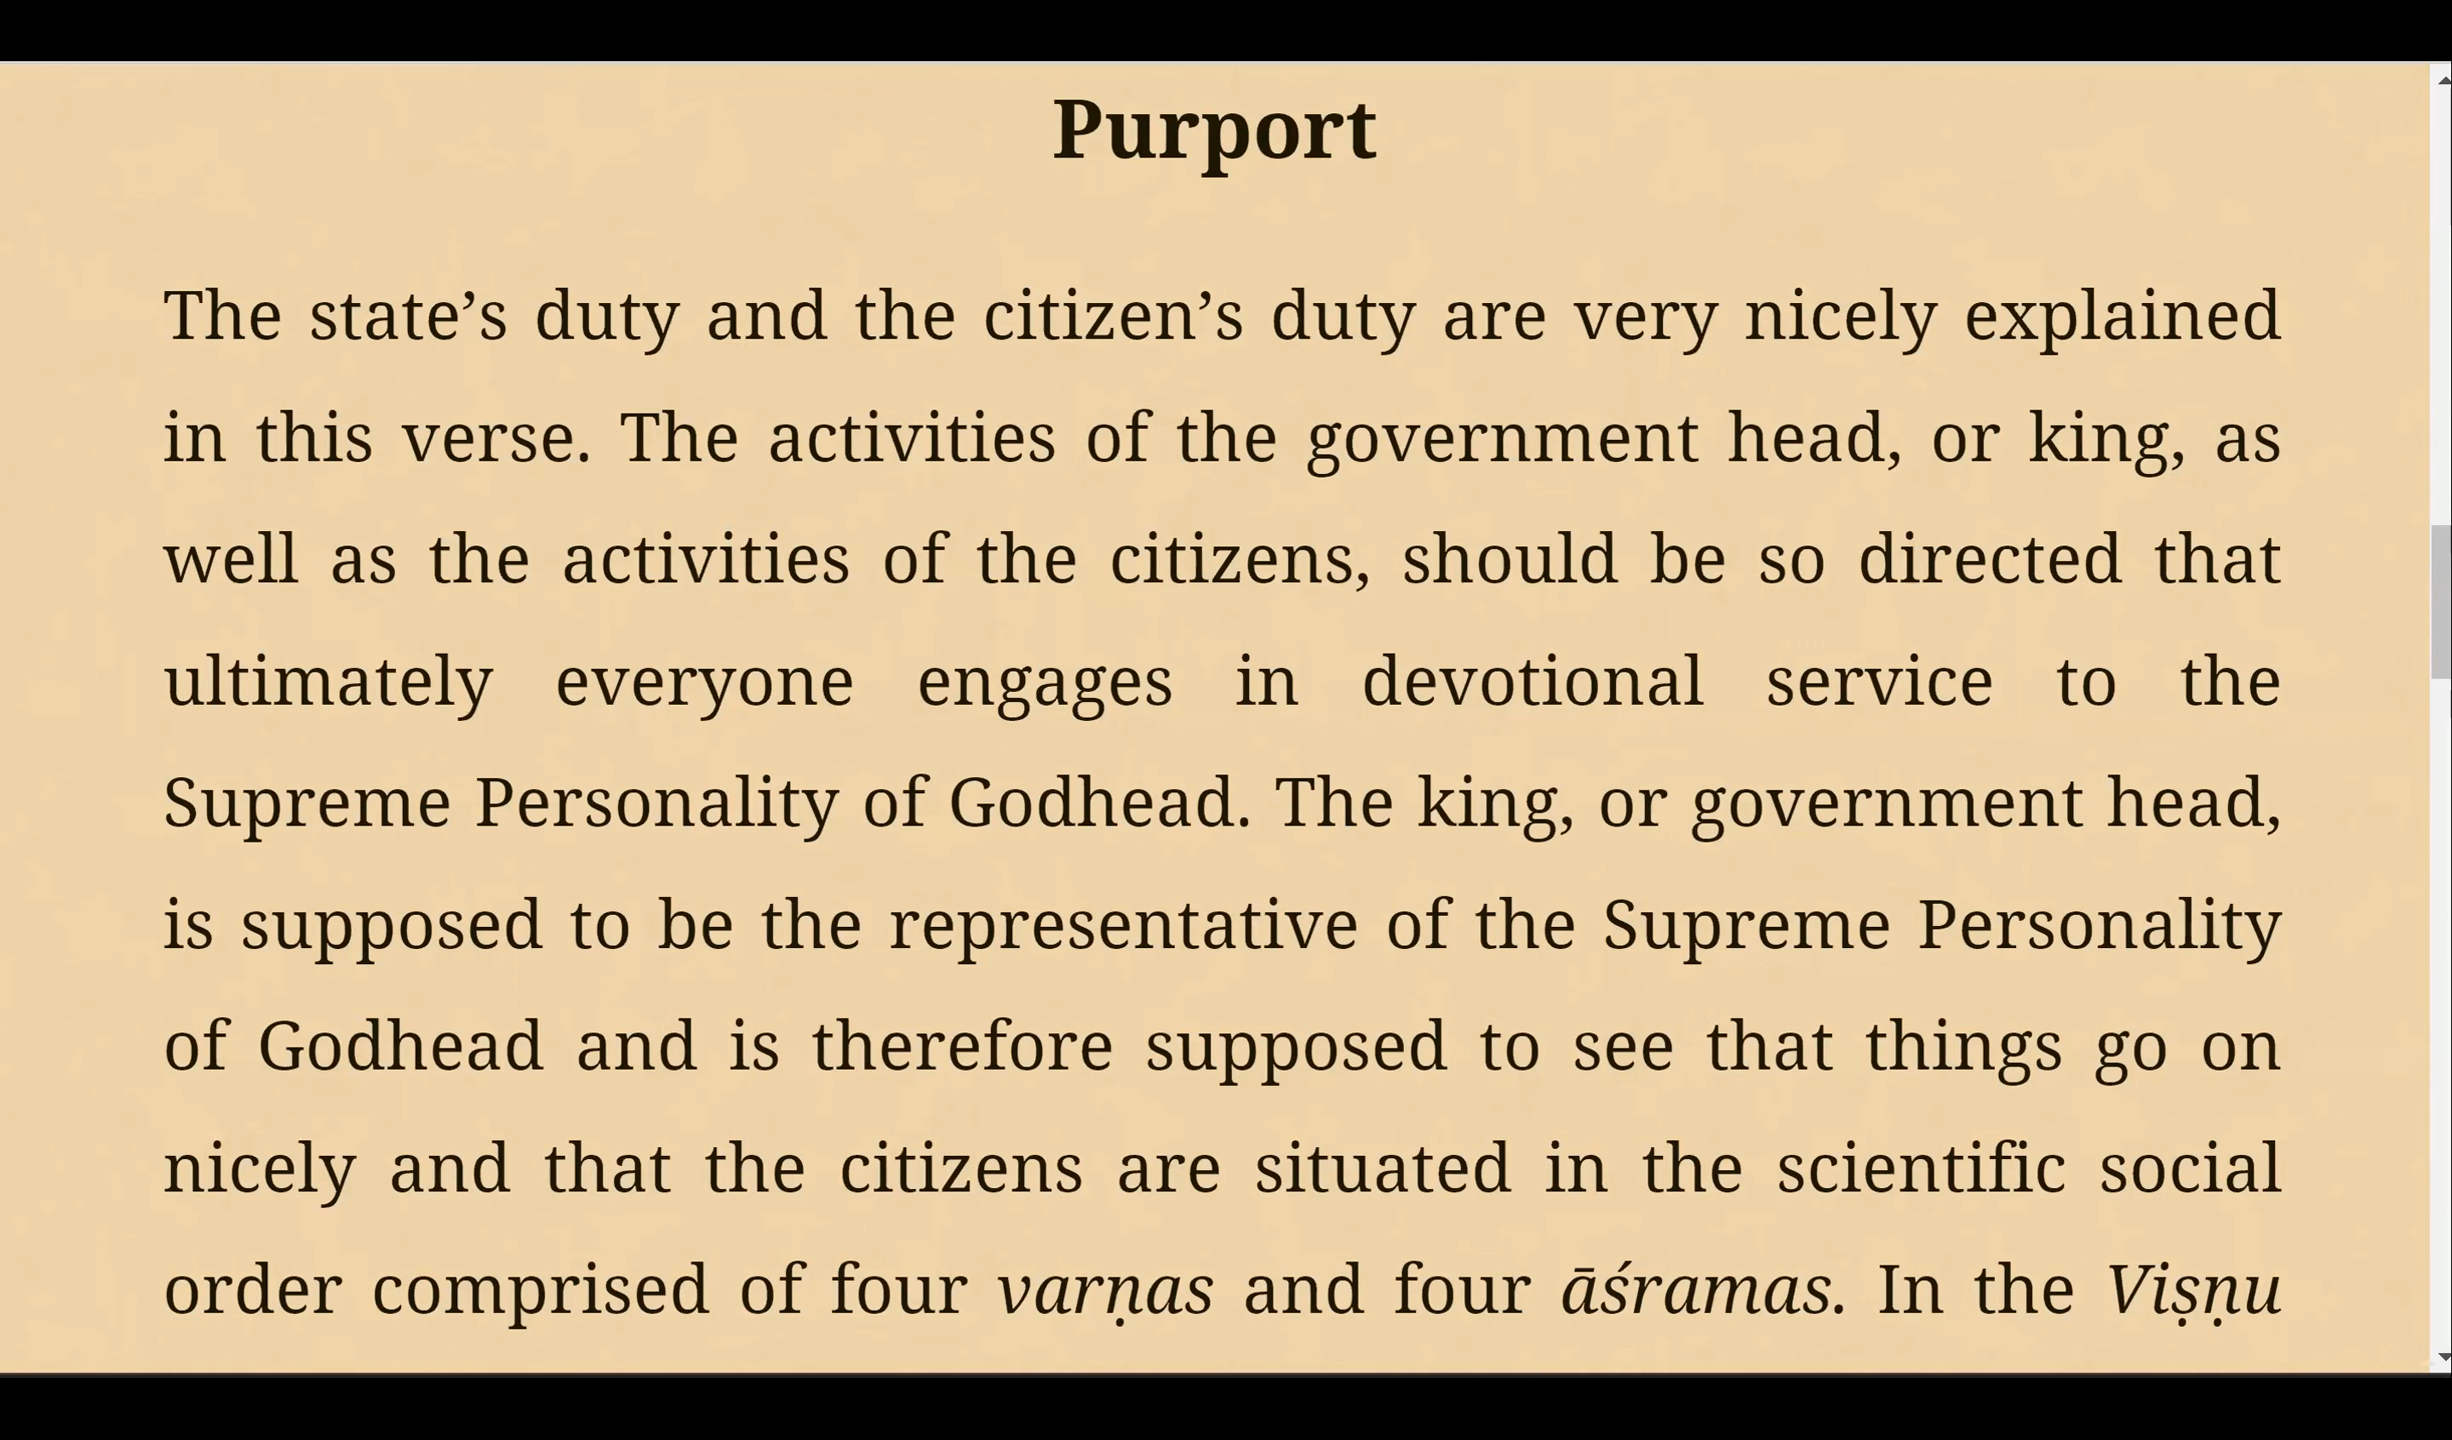 Purport
The state’s duty and the citizen’s duty are very nicely explained
in this verse. The activities of the government head, or king, as
well as the activities of the citizens, should be so directed that
ultimately everyone engages in devotional service to the
Supreme Personality of Godhead. The king, or government head,
is supposed to be the representative of the Supreme Personality
of Godhead and is therefore supposed to see that things go on
nicely and that the citizens are situated in the scientific social
order comprised of four varṇas and four āśramas. In the Viṣṇu